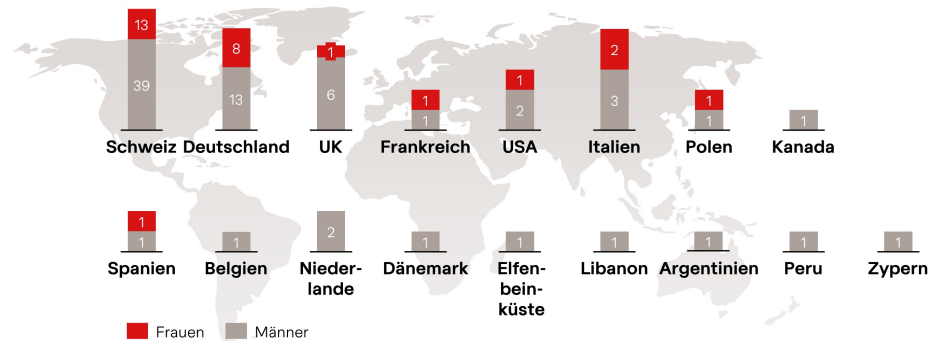 13 8 1 2
39 13 6 1 1 2 1 3 1 1 1
Schweiz Deutschland UK Frankreich USA Italien Polen Kanada
1
1 1 2 1 1 1 1 1 1
Spanien Belgien Nieder- Dänemark Elfen- Libanon Argentinien Peru Zypern
lande bein-
küste
Frauen Männer